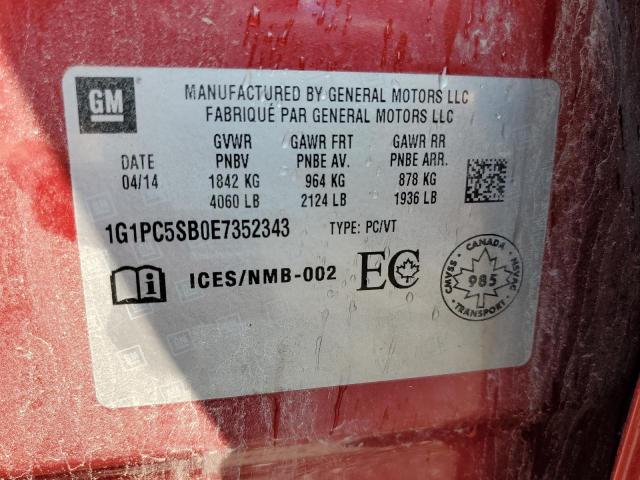 GM
MANUFACTURED BY GENERAL MOTORS LLC
FABRIQUÉ PAR GENERAL MOTORS LLC
GVWR GAWR FRT GAWR RR
DATE PNBV PNBE AV. PNBE ARR.
04/14 1842 KG 964 KG 878 KG
4060 LB 2124 LB 1936 LB
1G1PC5SB0E7352343 TYPE: PC/VT
ICES/NMB-002 EC
CANADA
CMVSS 985 NSVAC
TRANSPORT